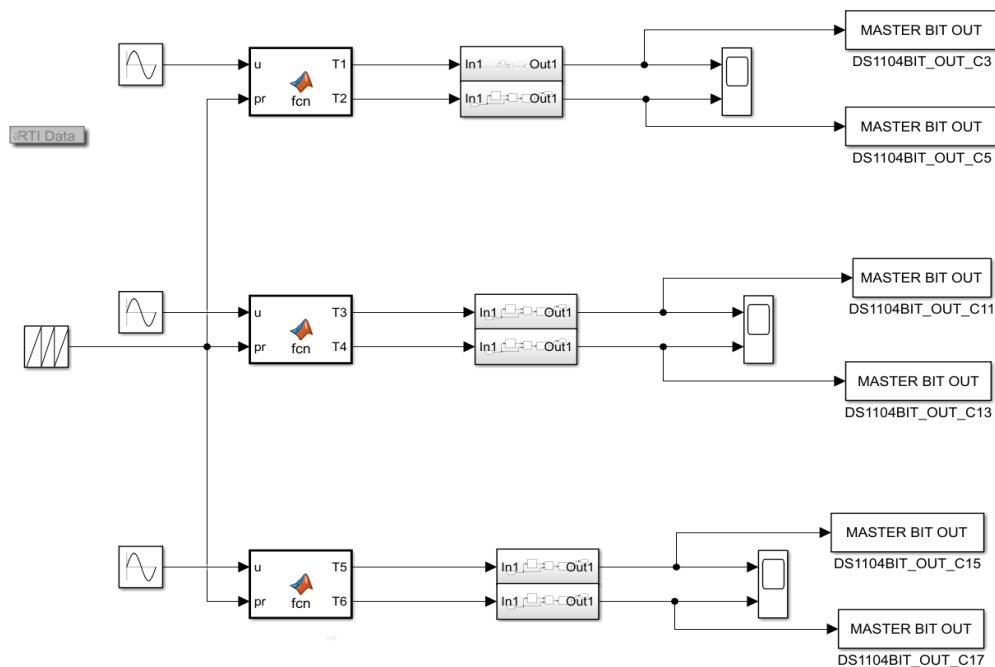 MASTER BIT OUT
DS1104BIT_OUT_C3
u T1 In1 Out1
fcn
pr T2 In1 Out1
RTI Data
MASTER BIT OUT
DS1104BIT_OUT_C5
MASTER BIT OUT
DS1104BIT_OUT_C11
u T3 In1 Out1
fcn
pr T4 In1 Out1
MASTER BIT OUT
DS1104BIT_OUT_C13
MASTER BIT OUT
DS1104BIT_OUT_C15
u T5 In1 Out1
fcn
pr T6 In1 Out1
MASTER BIT OUT
DS1104BIT_OUT_C17